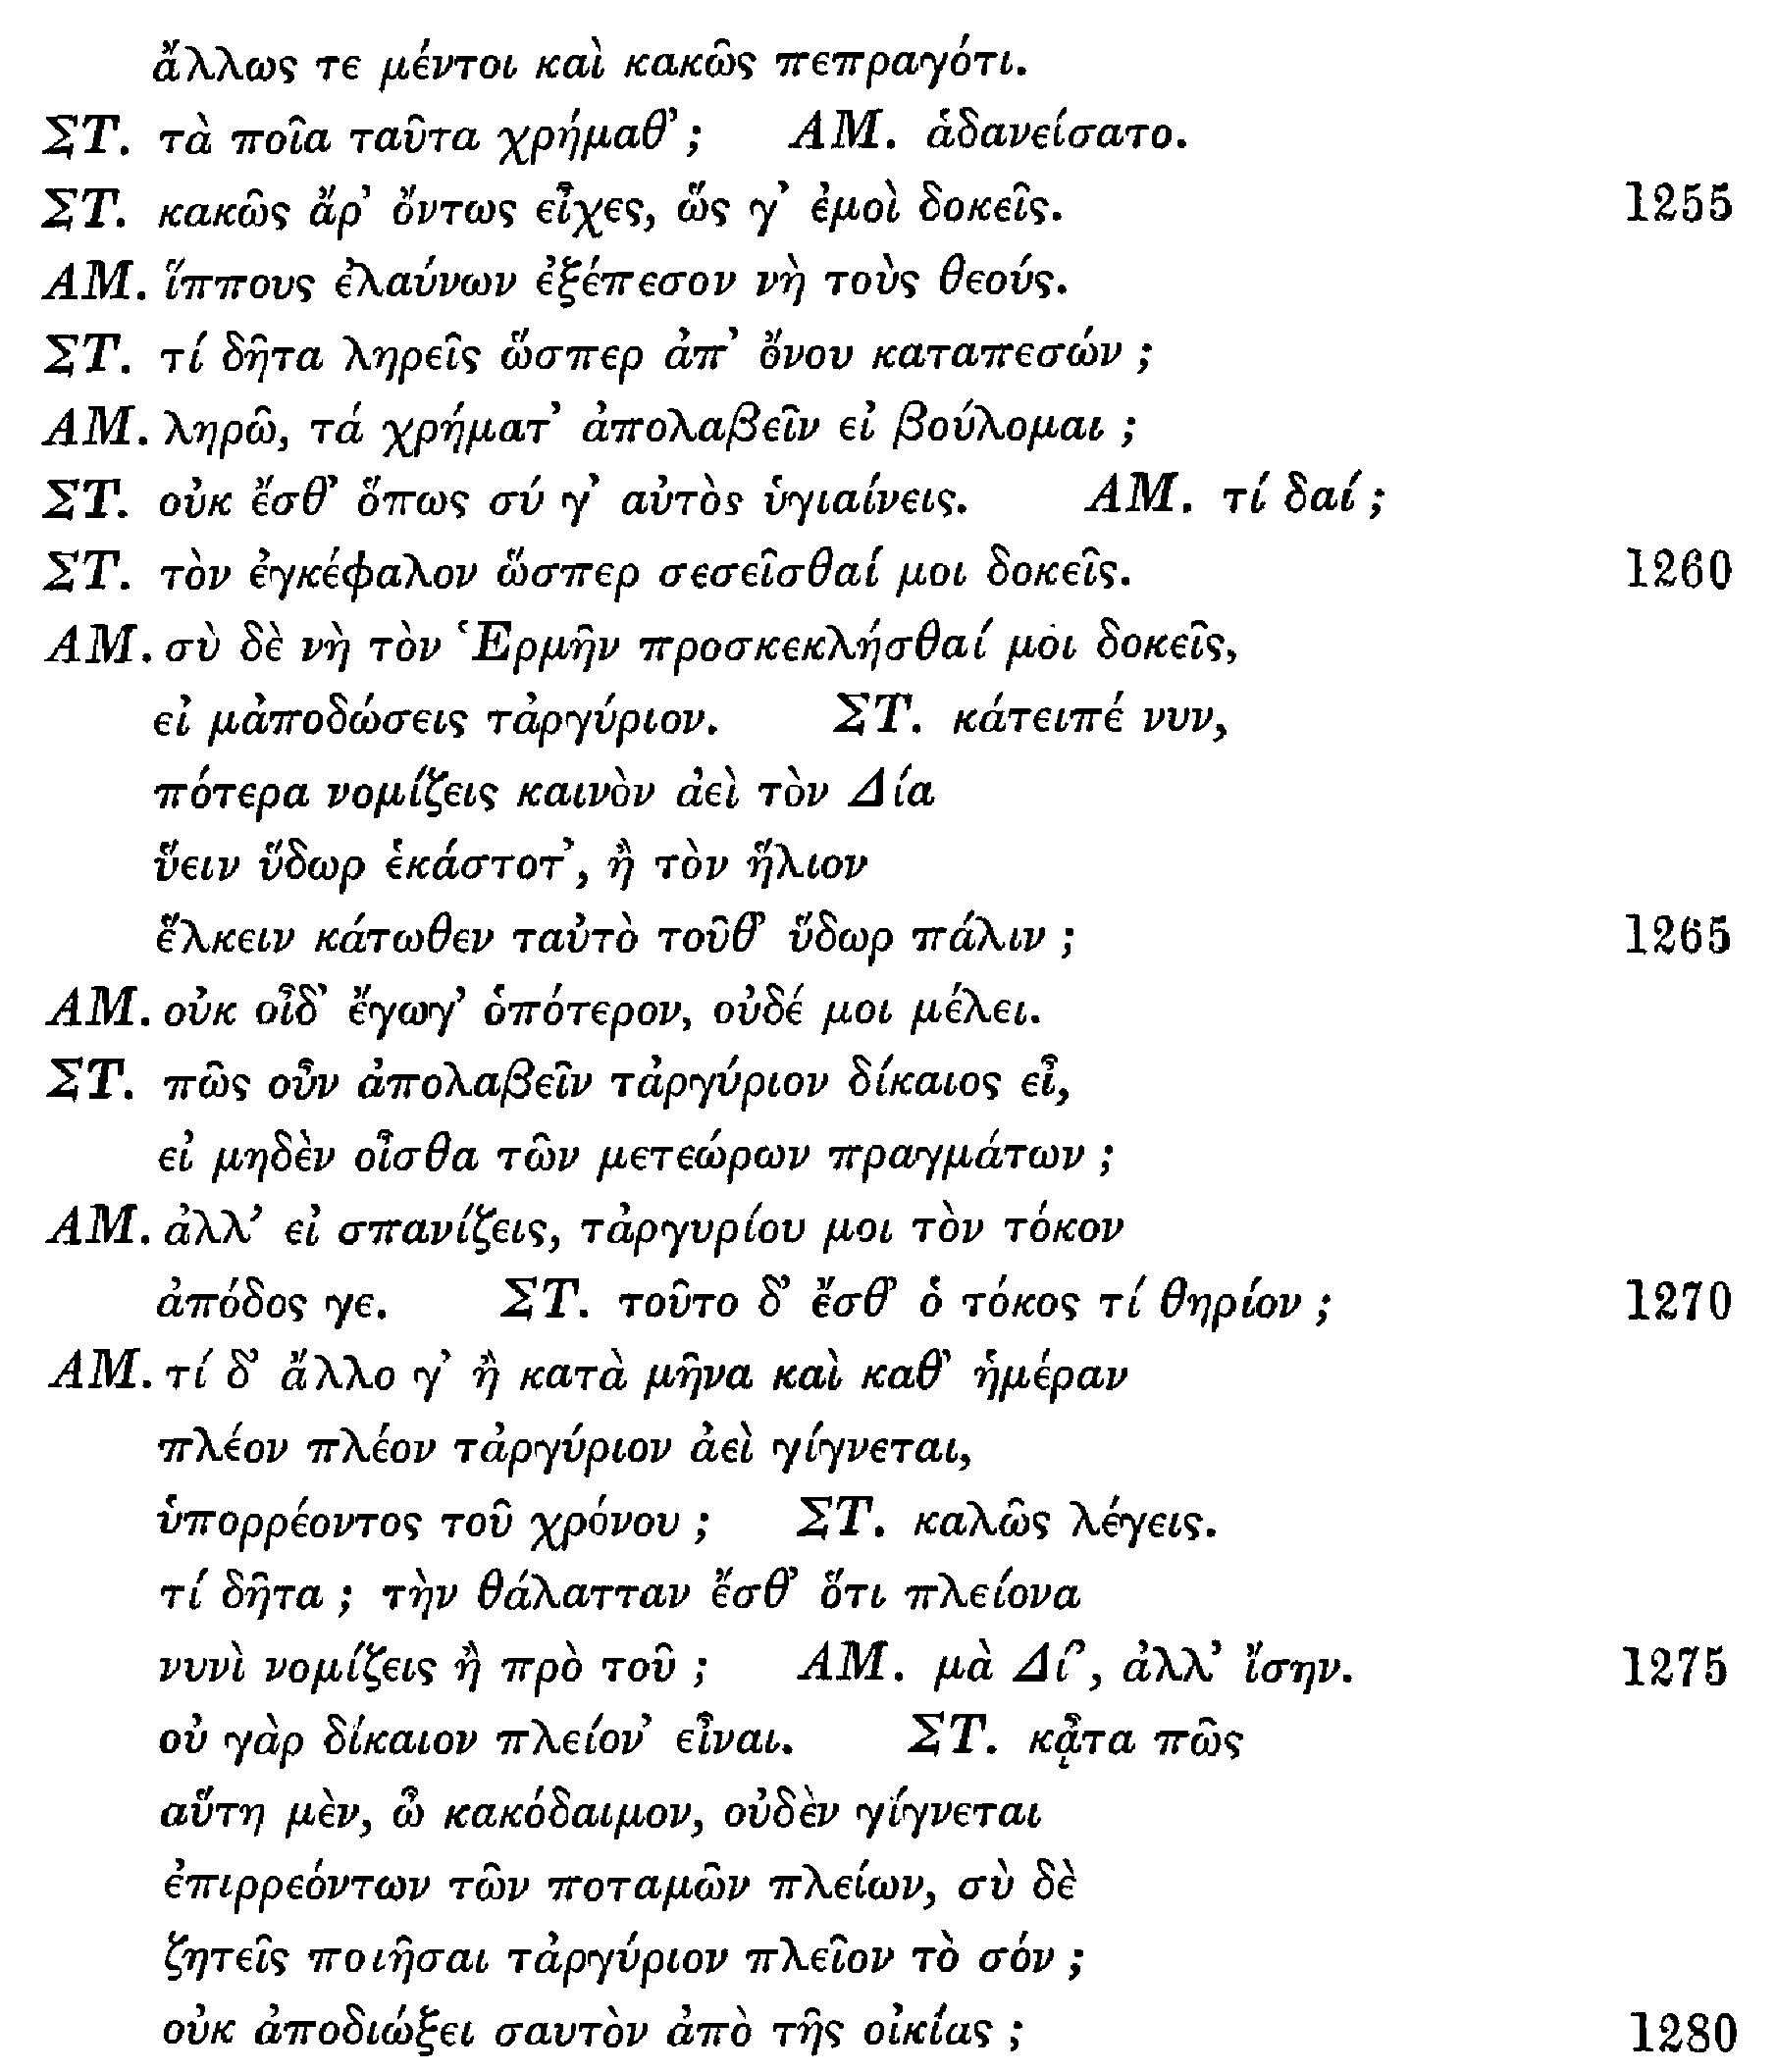 ἄλλως τε μέντοι καὶ κακῶς πεπραγότι.
ΣΤ. τὰ ποῖα ταῦτα χρήμαθ'; ΑΜ. ἁδανείσατο.
ΣΤ. κακῶς ἄρ' ὄντως εἶχες, ὥς γ' ἐμοὶ δοκεῖς. 1255
ΑΜ. ἵππους ἐλαύνων ἐξέπεσον νὴ τοὺς θεούς.
ΣΤ. τί δῆτα ληρεῖς ὥσπερ ἀπ' ὄνου καταπεσών;
ΑΜ. ληρῶ, τά χρήματ' ἀπολαβεῖν εἰ βούλομαι;
ΣΤ. οὐκ ἔσθ' ὅπως σύ γ' αὐτὸς ὑγιαίνεις. ΑΜ. τί δαί;
ΣΤ. τὸν ἐγκέφαλον ὥσπερ σεσεῖσθαί μοι δοκεῖς. 1260
ΑΜ. σὺ δὲ νὴ τὸν Ἑρμῆν προσκεκλήσθαί μοι δοκεῖς,
εἰ μἀποδώσεις τἀργύριον. ΣΤ. κάτειπέ νυν,
πότερα νομίζεις καινὸν ἀεὶ τὸν Δία
ὕειν ὕδωρ ἑκάστοτ', ἢ τὸν ἥλιον
ἕλκειν κάτωθεν ταὐτὸ τοῦθ' ὕδωρ πάλιν; 1265
ΑΜ. οὐκ οἶδ' ἔγωγ' ὁπότερον, οὐδέ μοι μέλει.
ΣΤ. πῶς οὖν ἀπολαβεῖν τἀργύριον δίκαιος εἶ,
εἰ μηδὲν οἶσθα τῶν μετεώρων πραγμάτων;
ΑΜ. ἀλλ' εἰ σπανίζεις, τἀργυρίου μοι τὸν τόκον
ἀπόδος γε. ΣΤ. τοῦτο δ' ἔσθ' ὁ τόκος τί θηρίον; 1270
ΑΜ. τί δ' ἄλλο γ' ἢ κατὰ μῆνα καὶ καθ' ἡμέραν
πλέον πλέον τἀργύριον ἀεὶ γίγνεται,
ὑπορρέοντος τοῦ χρόνου; ΣΤ. καλῶς λέγεις.
τί δῆτα; τὴν θάλατταν ἔσθ' ὅτι πλείονα
νυνὶ νομίζεις ἢ πρὸ τοῦ; ΑΜ. μὰ Δί', ἀλλ' ἴσην. 1275
οὐ γὰρ δίκαιον πλείον' εἶναι. ΣΤ. κᾆτα πῶς
αὕτη μὲν, ὦ κακόδαιμον, οὐδὲν γίγνεται
ἐπιρρεόντων τῶν ποταμῶν πλείων, σὺ δὲ
ζητεῖς ποιῆσαι τἀργύριον πλεῖον τὸ σόν;
οὐκ ἀποδιώξει σαυτὸν ἀπὸ τῆς οἰκίας; 1280